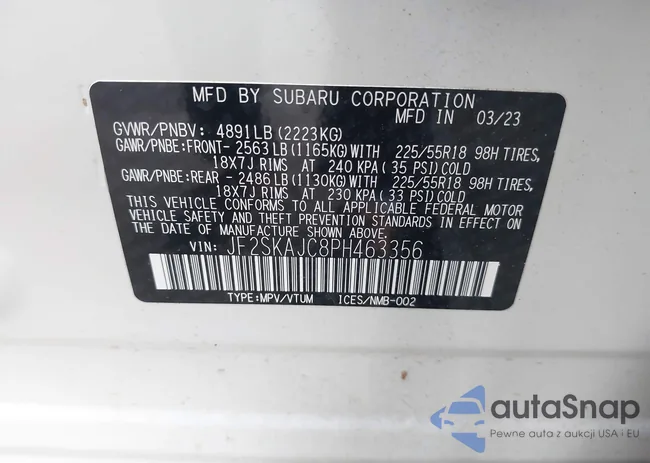 MFD BY SUBARU CORPORATION
MFD IN 03/23
GVWR/PNBV: 4891LB (2223KG)
GAWR/PNBE:FRONT- 2563LB(1165KG)WITH 225/55R18 98H TIRES,
18X7J RIMS AT 240 KPA( 35 PSI)COLD
GAWR/PNBE:REAR - 2486LB(1130KG)WITH 225/55R18 98H TIRES,
18X7J RIMS AT 230 KPA( 33 PSI)COLD
THIS VEHICLE CONFORMS TO ALL APPLICABLE FEDERAL MOTOR
VEHICLE SAFETY AND THEFT PREVENTION STANDARDS IN EFFECT ON
THE DATE OF MANUFACTURE SHOWN ABOVE.
VIN: JF2SKAJC8PH463356
TYPE:MPV/VTUM ICES/NMB-002
autaSnap
Pewne auta z aukcji USA i EU